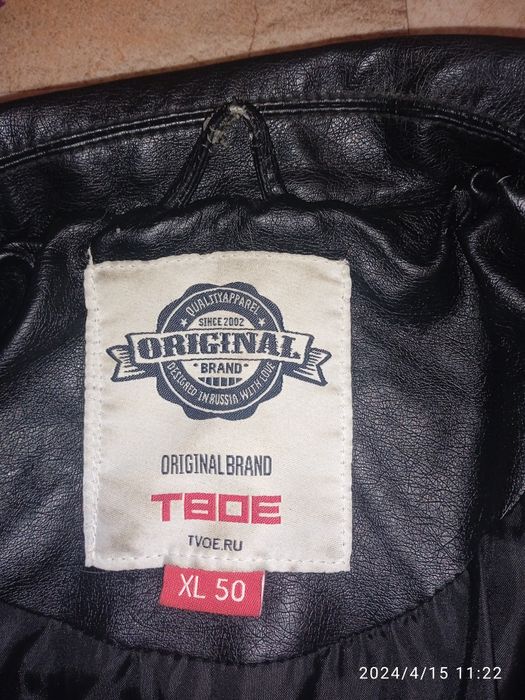 QUALITY APPAREL
SINCE 2002
ORIGINAL
BRAND
DESIGNED IN RUSSIA WITH LOVE
ORIGINAL BRAND
ТВОЕ
TVOE.RU
XL 50
2024/4/15 11:22